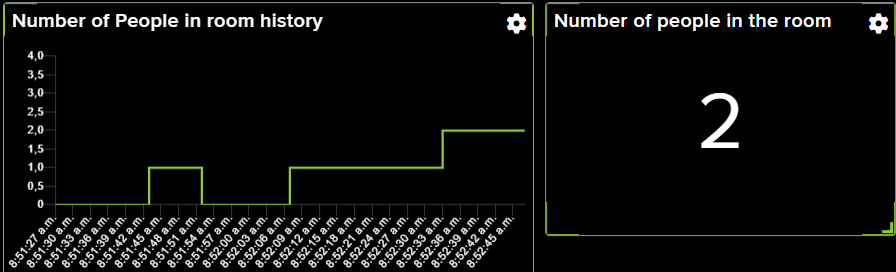 Number of People in room history
4,0
3,5
3,0
2,5
2,0
1,5
1,0
0,5
0
8:51:27 a.m.
8:51:30 a.m.
8:51:33 a.m.
8:51:36 a.m.
8:51:39 a.m.
8:51:42 a.m.
8:51:45 a.m.
8:51:48 a.m.
8:51:51 a.m.
8:51:54 a.m.
8:51:57 a.m.
8:52:00 a.m.
8:52:03 a.m.
8:52:06 a.m.
8:52:09 a.m.
8:52:12 a.m.
8:52:15 a.m.
8:52:18 a.m.
8:52:21 a.m.
8:52:24 a.m.
8:52:27 a.m.
8:52:30 a.m.
8:52:33 a.m.
8:52:36 a.m.
8:52:39 a.m.
8:52:42 a.m.
8:52:45 a.m.
Number of people in the room
2